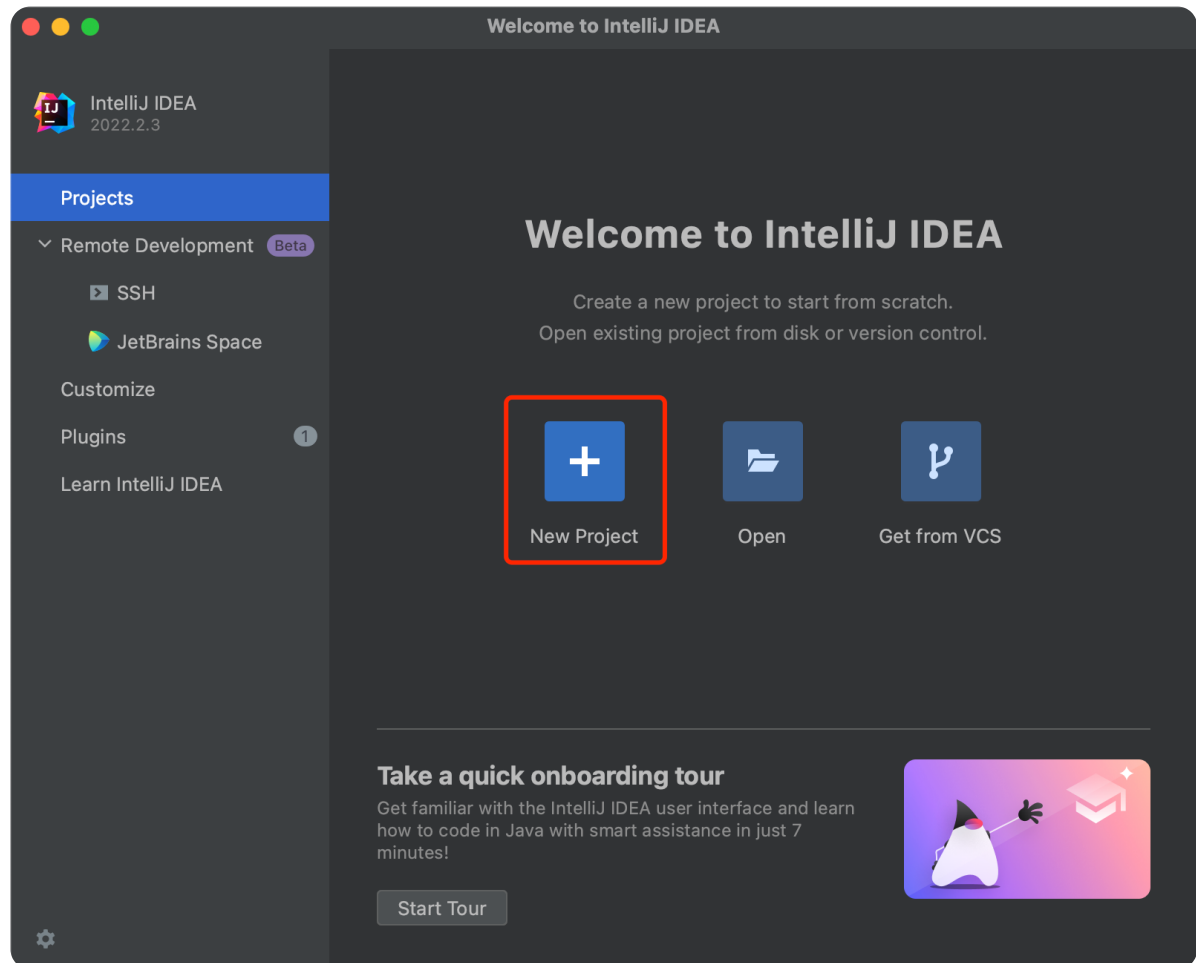 Welcome to IntelliJ IDEA
IJ
IntelliJ IDEA
2022.2.3
Projects
Remote Development Beta
SSH
JetBrains Space
Customize
Plugins 1
Learn IntelliJ IDEA
Welcome to IntelliJ IDEA
Create a new project to start from scratch.
Open existing project from disk or version control.
New Project
Open
Get from VCS
Take a quick onboarding tour
Get familiar with the IntelliJ IDEA user interface and learn
how to code in Java with smart assistance in just 7
minutes!
Start Tour